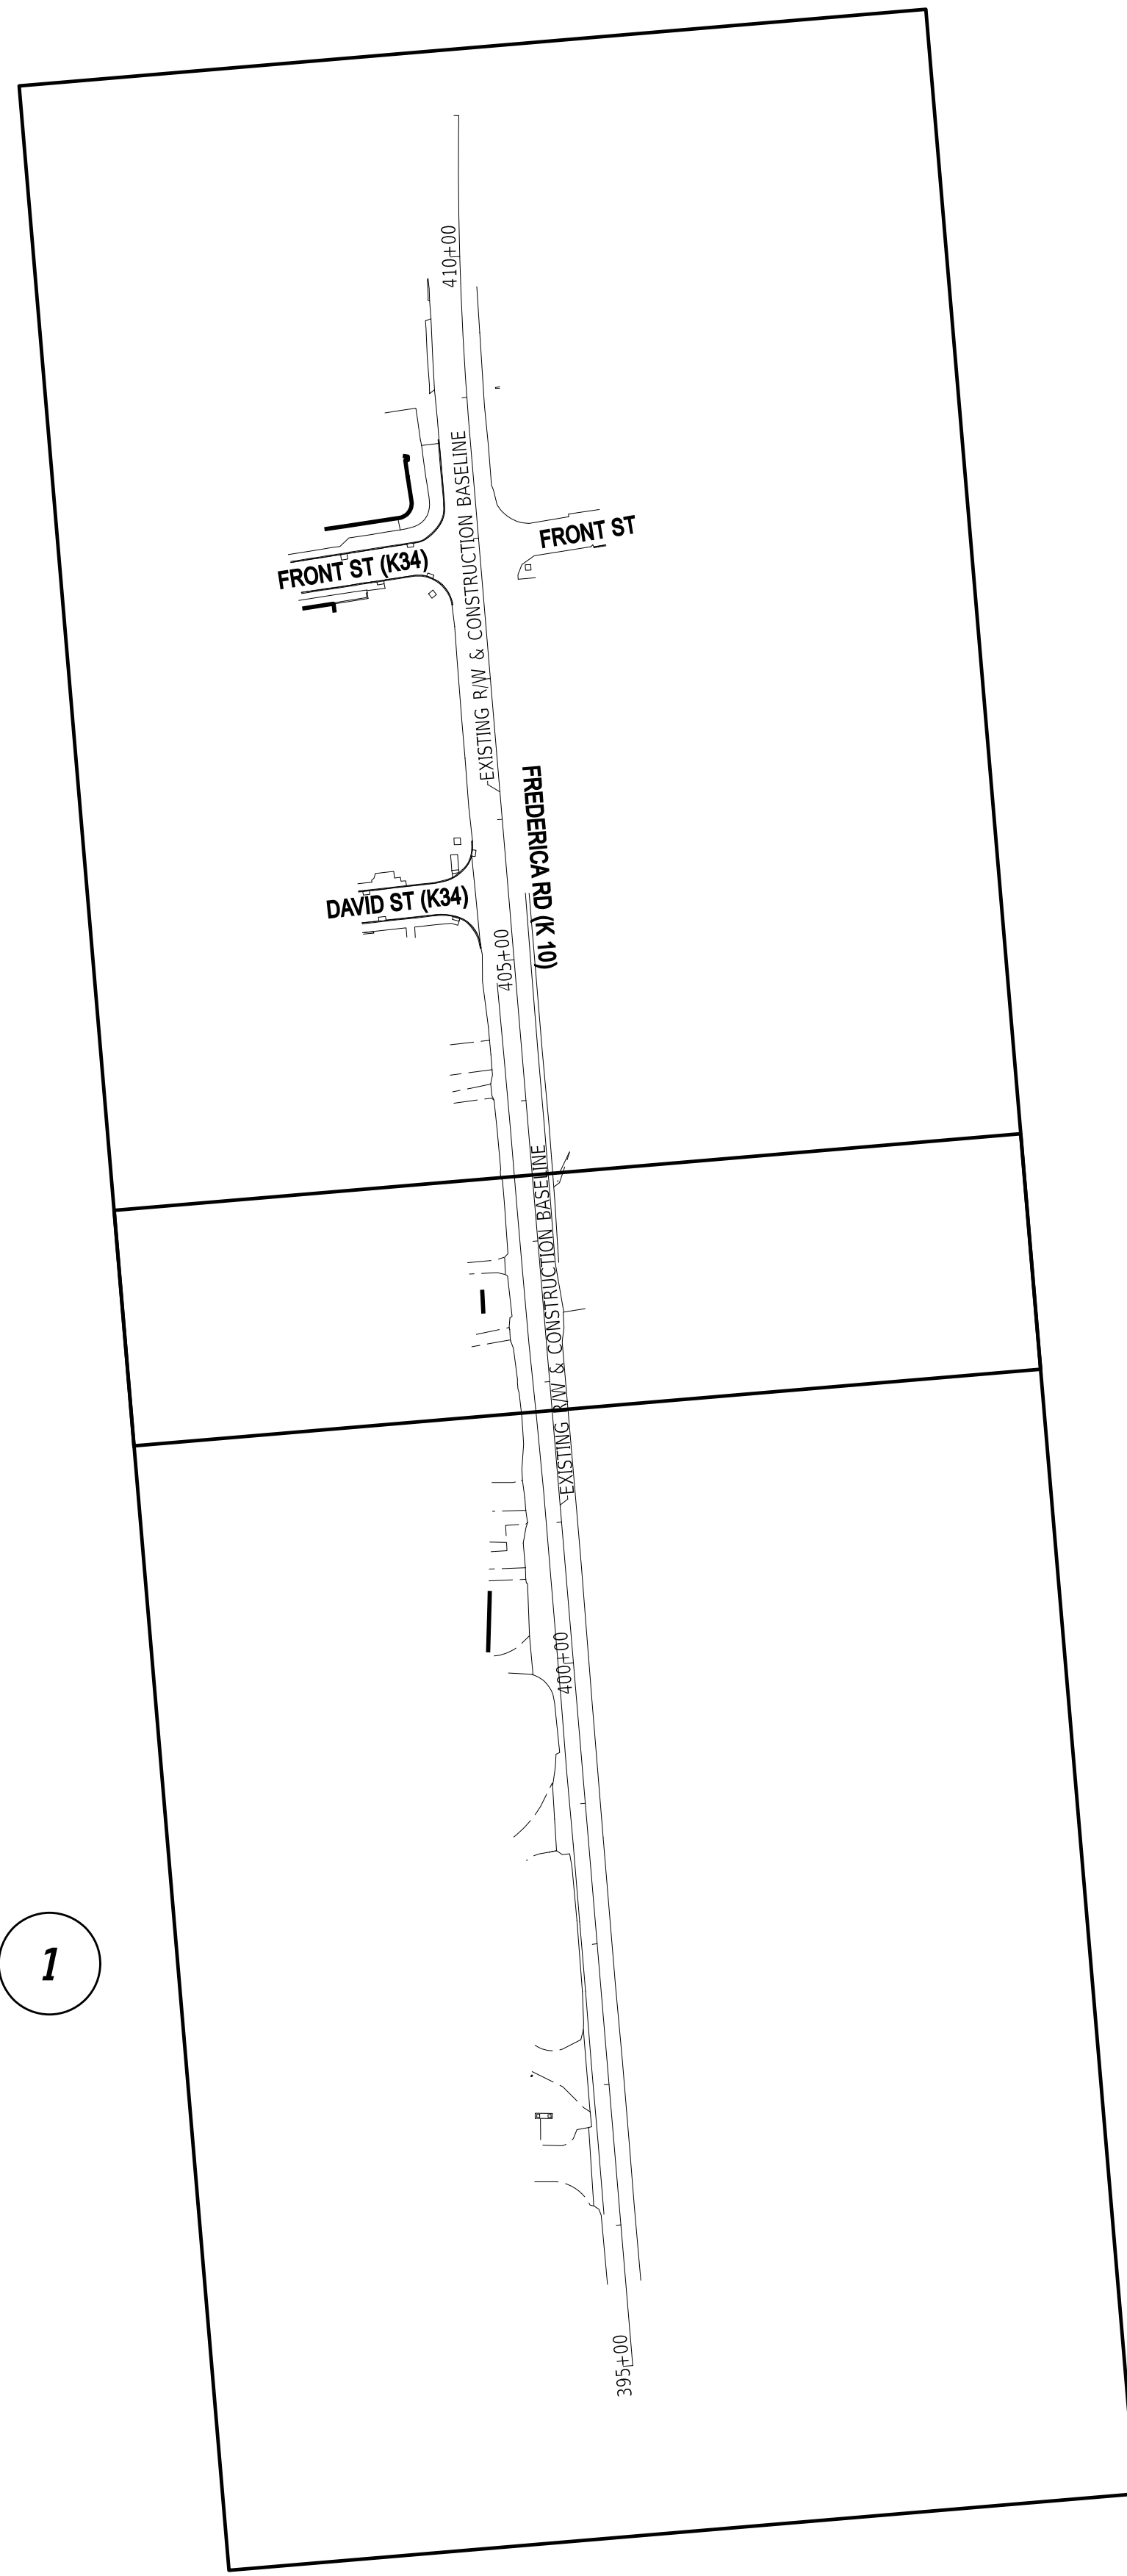 410+00
EXISTING R/W & CONSTRUCTION BASELINE
FRONT ST
FRONT ST (K34)
FREDERICA RD (K 10)
DAVID ST (K34)
405+00
EXISTING R/W & CONSTRUCTION BASELINE
400+00
1
395+00